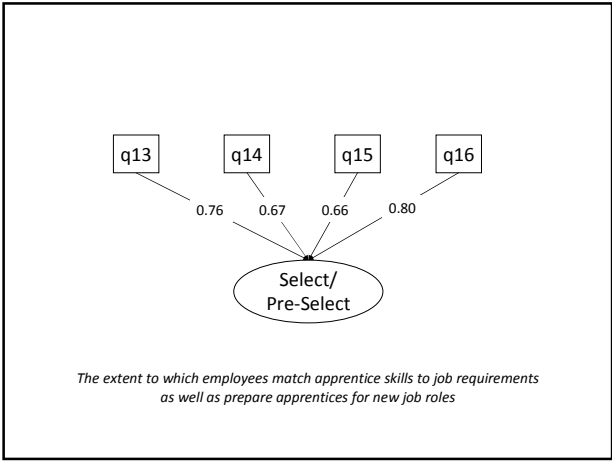 q13 q14 q15 q16
0.76 0.67 0.66 0.80
Select/
Pre-Select
The extent to which employees match apprentice skills to job requirements
as well as prepare apprentices for new job roles